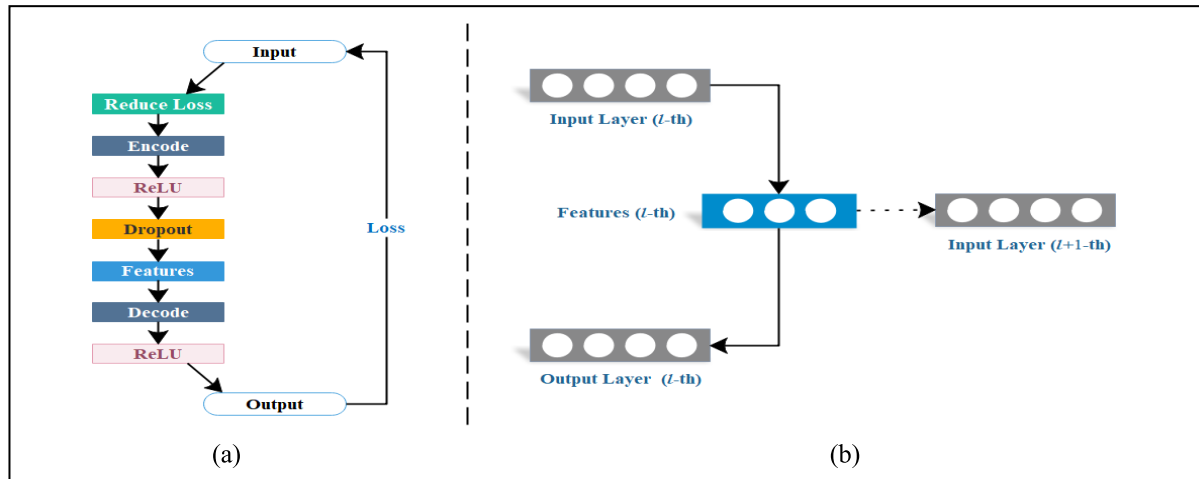 Input
Reduce Loss
Encode
ReLU
Dropout
Features
Decode
ReLU
Output
Loss
(a)
Input Layer (l-th)
Features (l-th)
Input Layer (l+1-th)
Output Layer (l-th)
(b)